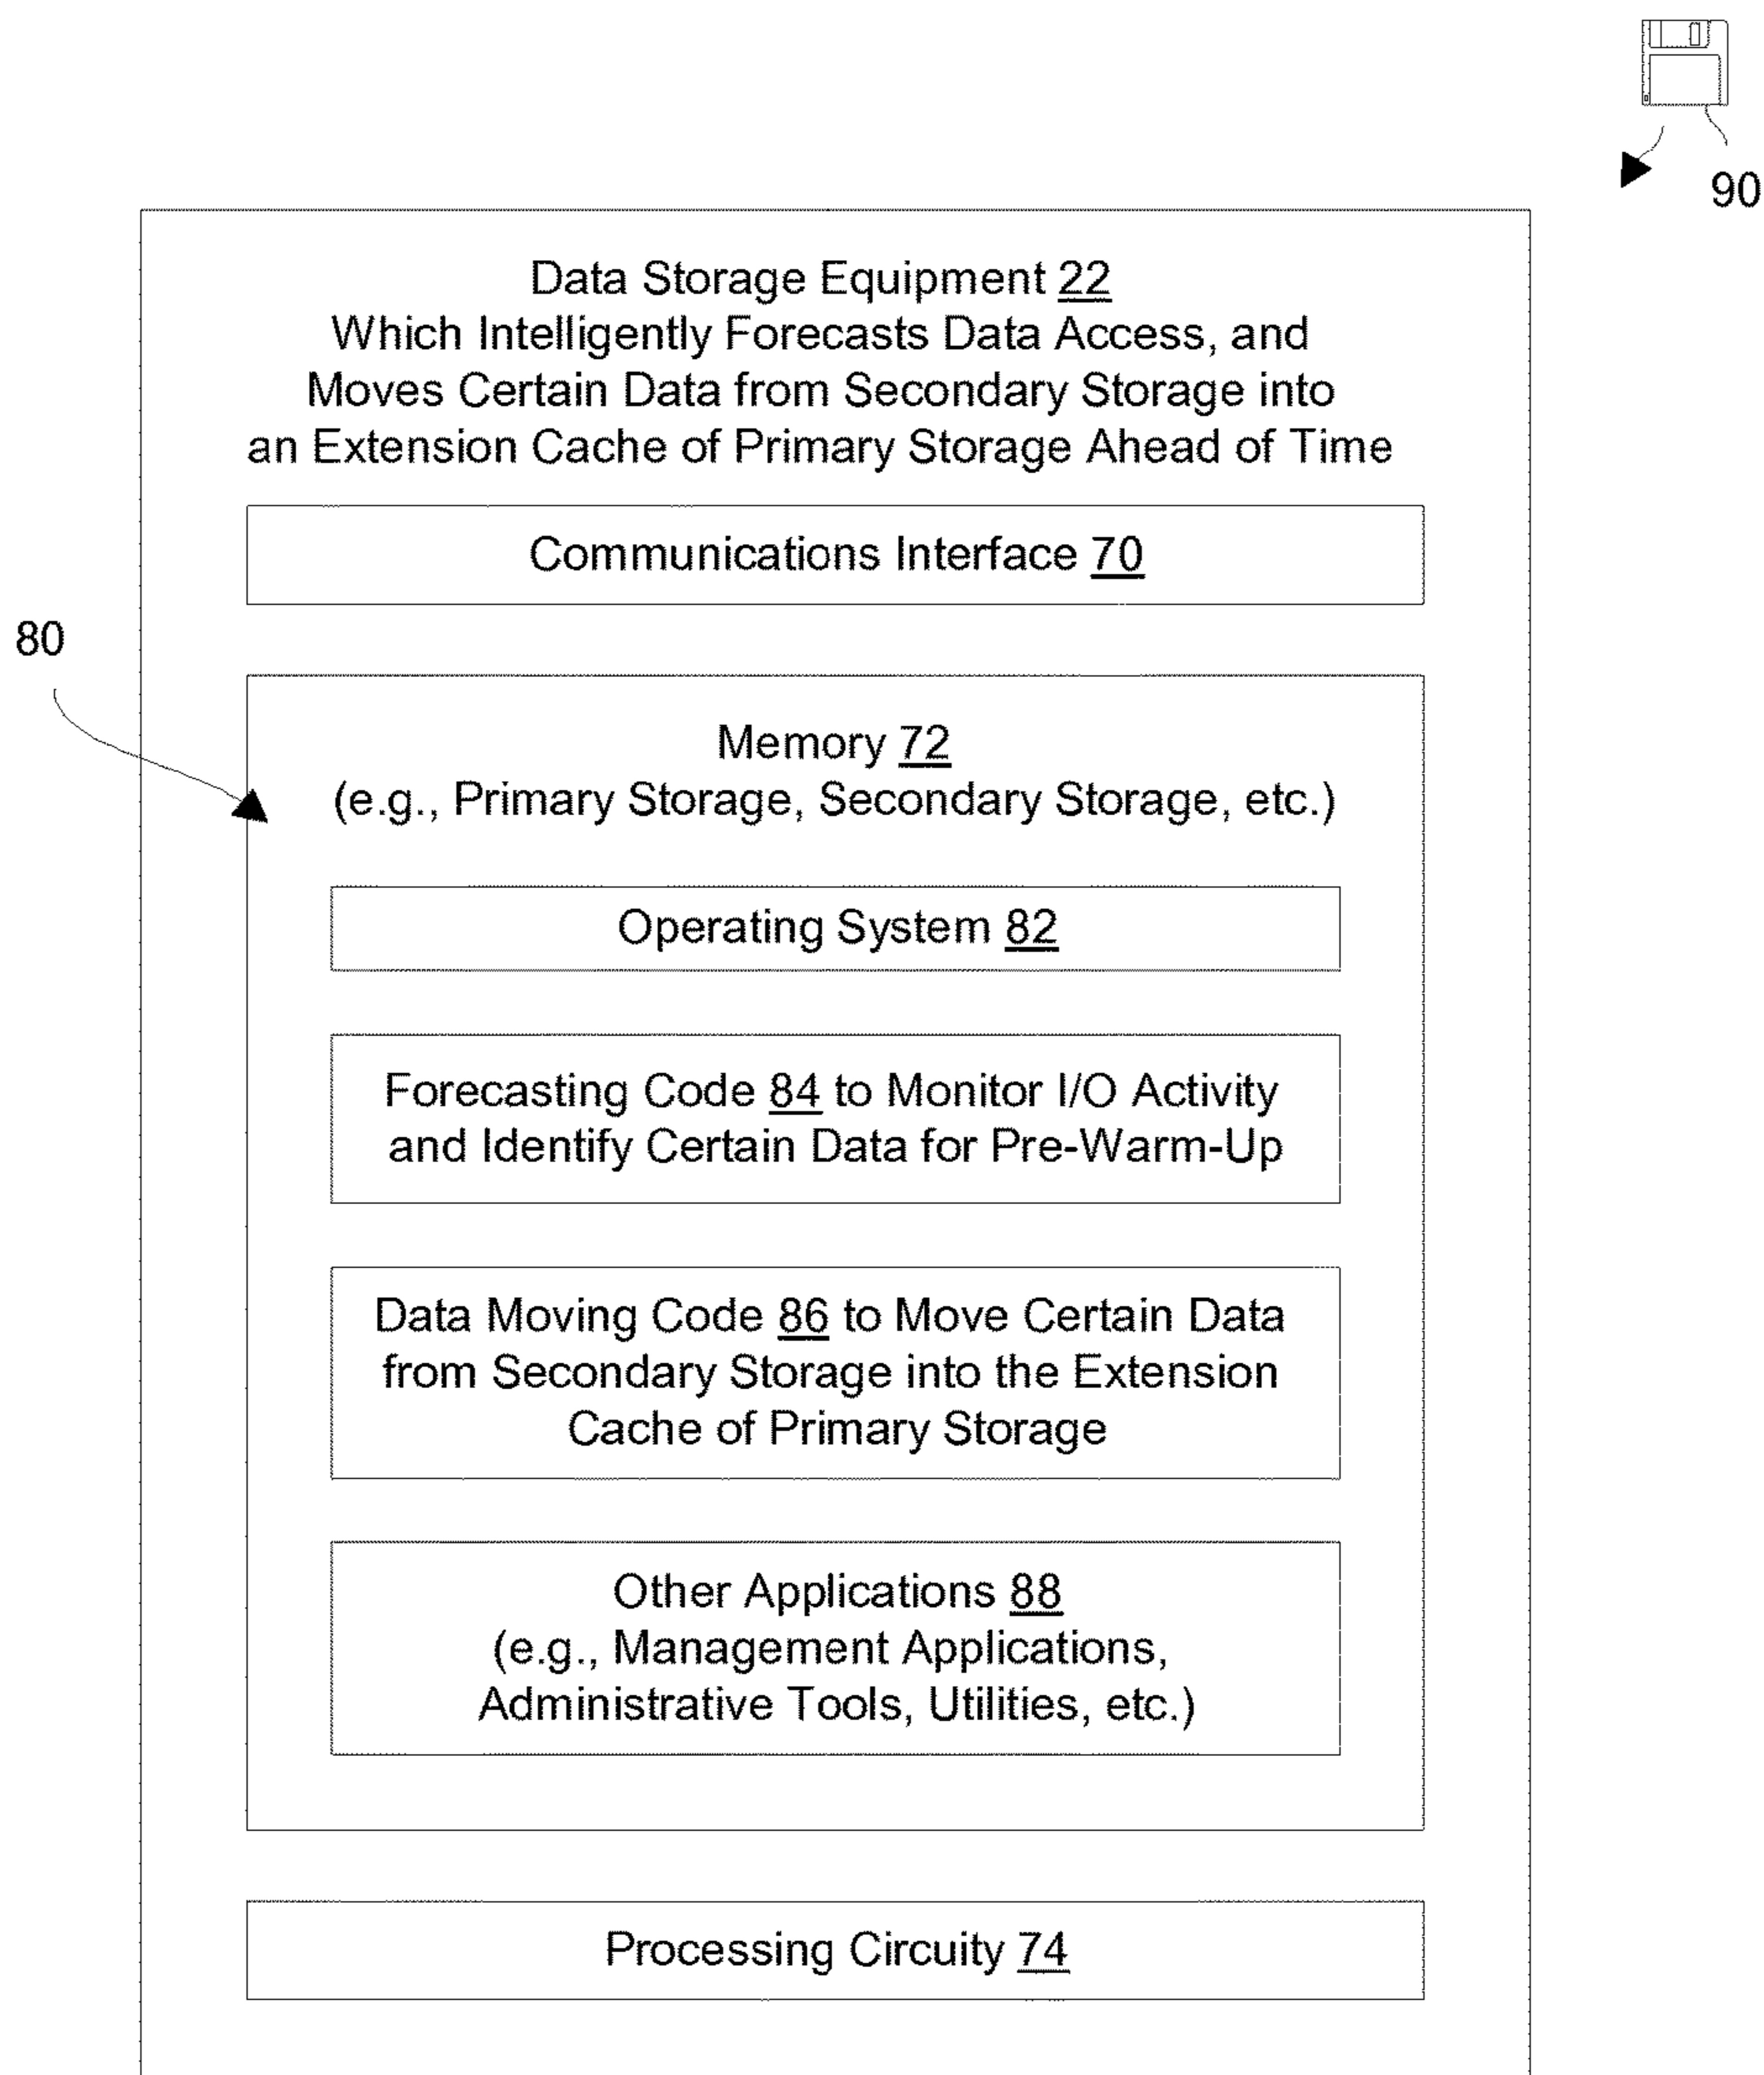 90
Data Storage Equipment 22
Which Intelligently Forecasts Data Access, and
Moves Certain Data from Secondary Storage into
an Extension Cache of Primary Storage Ahead of Time
Communications Interface 70
80
Memory 72
(e.g., Primary Storage, Secondary Storage, etc.)
Operating System 82
Forecasting Code 84 to Monitor I/O Activity
and Identify Certain Data for Pre-Warm-Up
Data Moving Code 86 to Move Certain Data
from Secondary Storage into the Extension
Cache of Primary Storage
Other Applications 88
(e.g., Management Applications,
Administrative Tools, Utilities, etc.)
Processing Circuity 74